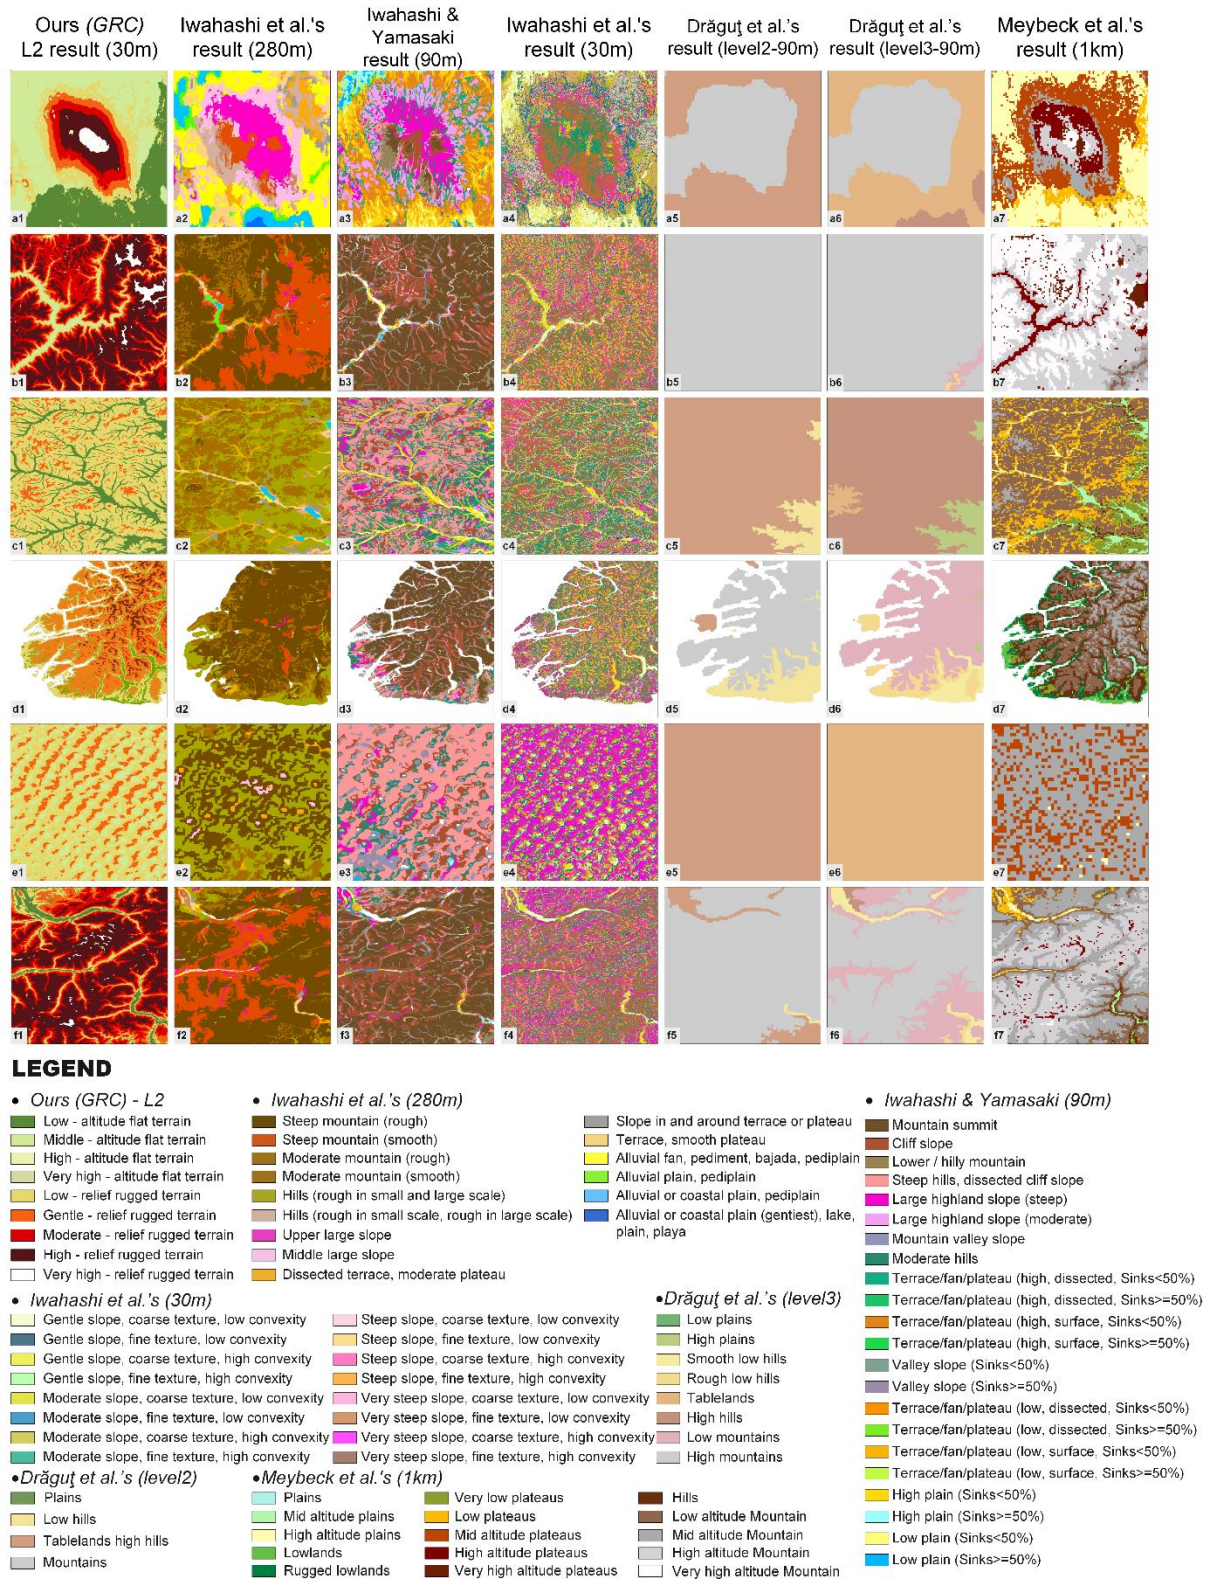 Ours (GRC)
L2 result (30m)
Iwahashi et al.'s
result (280m)
Iwahashi &
Yamasaki
result (90m)
Iwahashi et al.'s
result (30m)
Drăguţ et al.'s
result (level2-90m)
Drăguţ et al.'s
result (level3-90m)
Meybeck et al.'s
result (1km)
a1 a2 a3 a4 a5 a6 a7
b1 b2 b3 b4 b5 b6 b7
c1 c2 c3 c4 c5 c6 c7
d1 d2 d3 d4 d5 d6 d7
e1 e2 e3 e4 e5 e6 e7
f1 f2 f3 f4 f5 f6 f7
LEGEND
• Ours (GRC) - L2
Low - altitude flat terrain
Middle - altitude flat terrain
High - altitude flat terrain
Very high - altitude flat terrain
Low - relief rugged terrain
Gentle - relief rugged terrain
Moderate - relief rugged terrain
High - relief rugged terrain
Very high - relief rugged terrain
• Iwahashi et al.'s (280m)
Steep mountain (rough)
Steep mountain (smooth)
Moderate mountain (rough)
Moderate mountain (smooth)
Hills (rough in small and large scale)
Hills (rough in small scale, rough in large scale)
Upper large slope
Middle large slope
Dissected terrace, moderate plateau
Slope in and around terrace or plateau
Terrace, smooth plateau
Alluvial fan, pediment, bajada, pediplain
Alluvial plain, pediplain
Alluvial or coastal plain, pediplain
Alluvial or coastal plain (gentiest), lake,
plain, playa
• Iwahashi & Yamasaki (90m)
Mountain summit
Cliff slope
Lower / hilly mountain
Steep hills, dissected cliff slope
Large highland slope (steep)
Large highland slope (moderate)
Mountain valley slope
Moderate hills
Terrace/fan/plateau (high, dissected, Sinks<50%)
Terrace/fan/plateau (high, dissected, Sinks>=50%)
Terrace/fan/plateau (high, surface, Sinks<50%)
Terrace/fan/plateau (high, surface, Sinks>=50%)
Valley slope (Sinks<50%)
Valley slope (Sinks>=50%)
Terrace/fan/plateau (low, dissected, Sinks<50%)
Terrace/fan/plateau (low, dissected, Sinks>=50%)
Terrace/fan/plateau (low, surface, Sinks<50%)
Terrace/fan/plateau (low, surface, Sinks>=50%)
High plain (Sinks<50%)
High plain (Sinks>=50%)
Low plain (Sinks<50%)
Low plain (Sinks>=50%)
• Iwahashi et al.'s (30m)
Gentle slope, coarse texture, low convexity
Gentle slope, fine texture, low convexity
Gentle slope, coarse texture, high convexity
Gentle slope, fine texture, high convexity
Moderate slope, coarse texture, low convexity
Moderate slope, fine texture, low convexity
Moderate slope, coarse texture, high convexity
Moderate slope, fine texture, high convexity
Steep slope, coarse texture, low convexity
Steep slope, fine texture, low convexity
Steep slope, coarse texture, high convexity
Steep slope, fine texture, high convexity
Very steep slope, coarse texture, low convexity
Very steep slope, fine texture, low convexity
Very steep slope, coarse texture, high convexity
Very steep slope, fine texture, high convexity
•Drăguţ et al.'s (level3)
Low plains
High plains
Smooth low hills
Rough low hills
Tablelands
High hills
Low mountains
High mountains
•Drăguţ et al.'s (level2)
Plains
Low hills
Tablelands high hills
Mountains
•Meybeck et al.'s (1km)
Plains
Mid altitude plains
High altitude plains
Lowlands
Rugged lowlands
Very low plateaus
Low plateaus
Mid altitude plateaus
High altitude plateaus
Very high altitude plateaus
Hills
Low altitude Mountain
Mid altitude Mountain
High altitude Mountain
Very high altitude Mountain